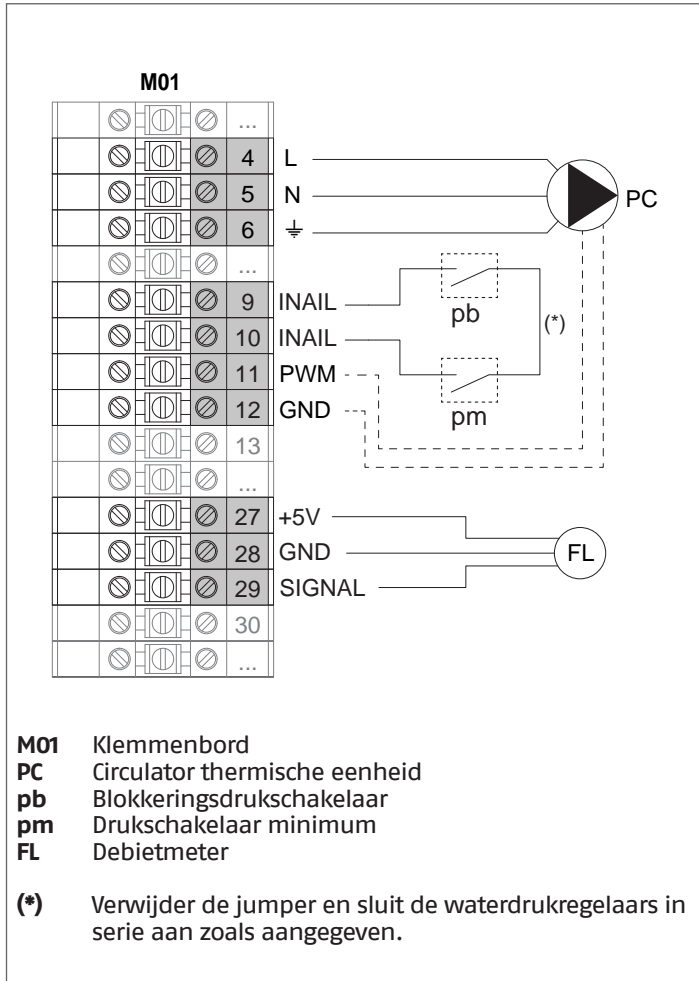 M01
...
4 L
5 N
6
PC
...
9 INAIL
pb
10 INAIL
(*)
11 PWM
pm
12 GND
13
...
27 +5V
28 GND
FL
29 SIGNAL
30
...
M01 Klemmenbord
PC Circulator thermische eenheid
pb Blokkeringsdrukschakelaar
pm Drukschakelaar minimum
FL Debietmeter
(*) Verwijder de jumper en sluit de waterdrukregelaars in
serie aan zoals aangegeven.